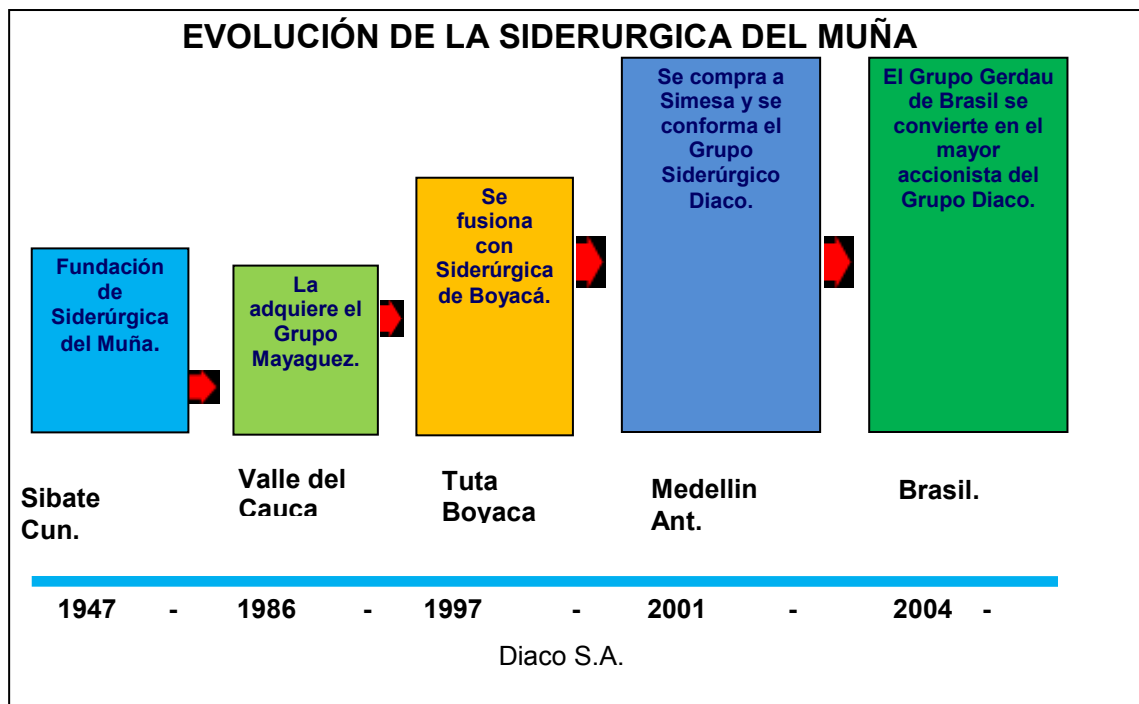 EVOLUCIÓN DE LA SIDERURGICA DEL MUÑA
Fundación
de
Siderúrgica
del Muña.
La
adquiere el
Grupo
Mayaguez.
Se
fusiona
con
Siderúrgica
de Boyacá.
Se compra a
Simesa y se
conforma el
Grupo
Siderúrgico
Diaco.
El Grupo Gerdau
de Brasil se
convierte en el
mayor
accionista del
Grupo Diaco.
Sibate
Cun.
Valle del
Cauca
Tuta
Boyaca
Medellin
Ant.
Brasil.
1947 - 1986 - 1997 - 2001 - 2004 -
Diaco S.A.